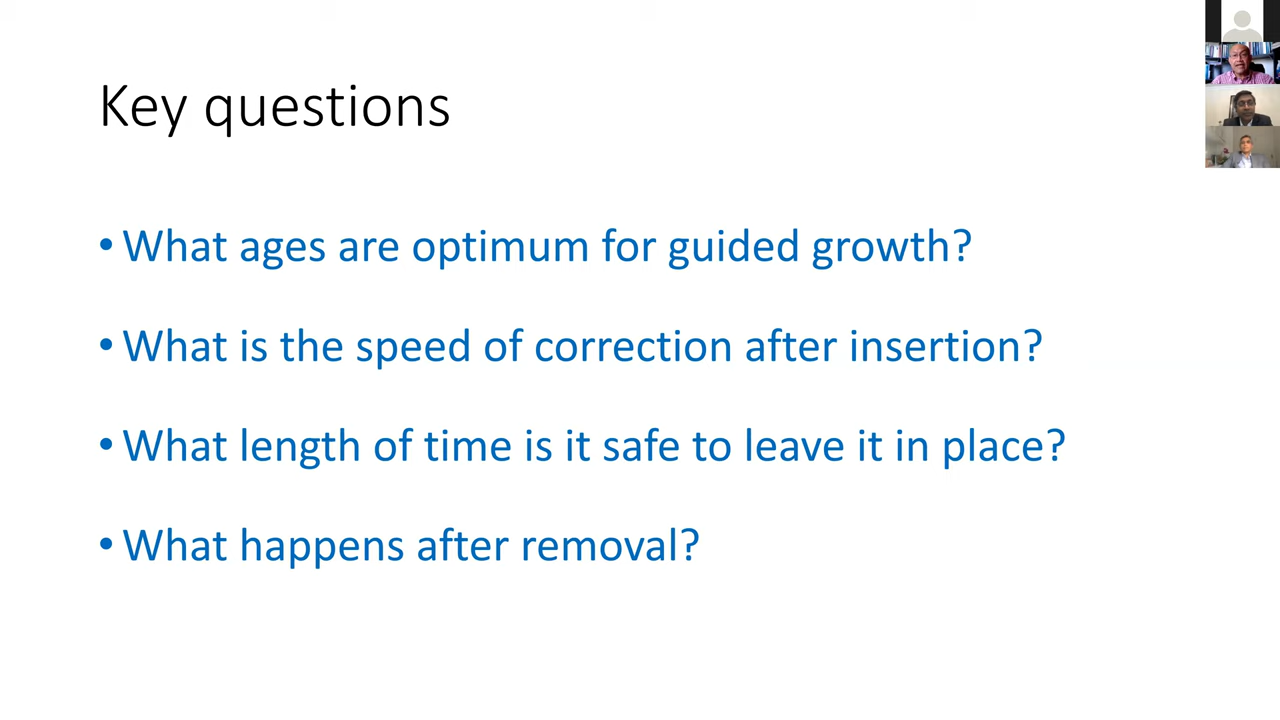 Key questions
• What ages are optimum for guided growth?
• What is the speed of correction after insertion?
• What length of time is it safe to leave it in place?
• What happens after removal?